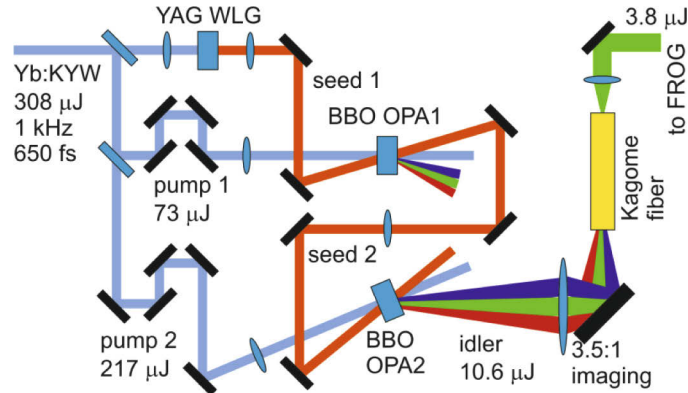 YAG WLG
3.8 µJ
to FROG
Yb:KYW
308 µJ
1 kHz
650 fs
seed 1
BBO OPA1
pump 1
73 µJ
Kagome
fiber
seed 2
pump 2
217 µJ
BBO
OPA2
idler
10.6 µJ
3.5:1
imaging